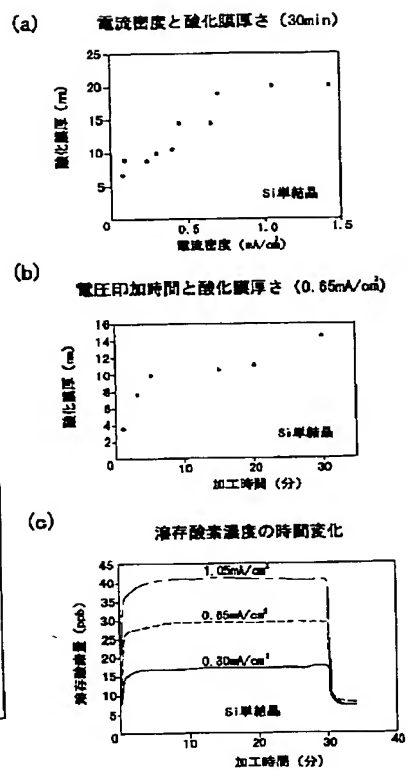 (a)
電流密度と酸化膜厚さ (30min)
酸化膜厚 (nm)
25
20
15
10
5
0
0.5
1.0
1.5
Si単結晶
電流密度 (mA/cm²)
(b)
電圧印加時間と酸化膜厚さ (0.65mA/cm²)
酸化膜厚 (nm)
16
14
12
10
8
6
4
2
10
20
30
Si単結晶
加工時間 (分)
(c)
溶存酸素濃度の時間変化
溶存酸素量 (ppb)
45
40
35
30
25
20
15
10
5
0
0
10
20
30
40
1.05mA/cm²
0.65mA/cm²
0.30mA/cm²
Si単結晶
加工時間 (分)